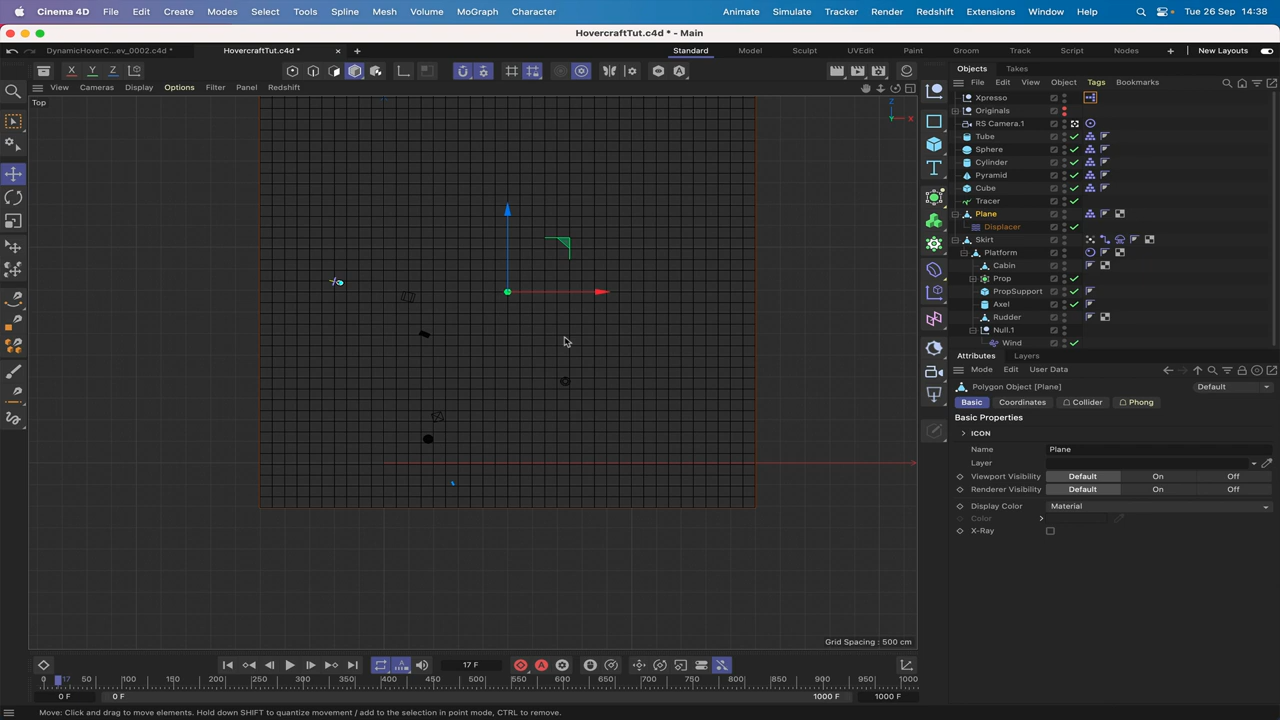 Cinema 4D File Edit Create Modes Select Tools Spline Mesh Volume MoGraph Character Animate Simulate Tracker Render Redshift Extensions Window Help Tue 26 Sep 14:38
HovercraftTut.c4d * - Main
DynamicHoverC...ev_0002.c4d * HovercraftTut.c4d * Standard Model Sculpt UVEdit Paint Groom Track Script Nodes New Layouts
X Y Z Objects Takes
View Cameras Display Options Filter Panel Redshift File Edit View Object Tags Bookmarks
Top
Z
X
Y
Xpresso
Originals
RS Camera.1
Tube
Sphere
Cylinder
Pyramid
Cube
Tracer
Plane
Displacer
Skirt
Platform
Cabin
Prop
PropSupport
Axel
Rudder
Null.1
Wind
Attributes Layers
Mode Edit User Data
Polygon Object [Plane] Default
Basic Coordinates Collider Phong
Basic Properties
ICON
Name Plane
Layer
Viewport Visibility Default On Off
Renderer Visibility Default On Off
Display Color Material
Color
X-Ray
Grid Spacing : 500 cm
17 F
0 17 50 100 150 200 250 300 350 400 450 500 550 600 650 700 750 800 850 900 950 1000
0 F 0 F 1000 F 1000 F
Move: Click and drag to move elements. Hold down SHIFT to quantize movement / add to the selection in point mode, CTRL to remove.